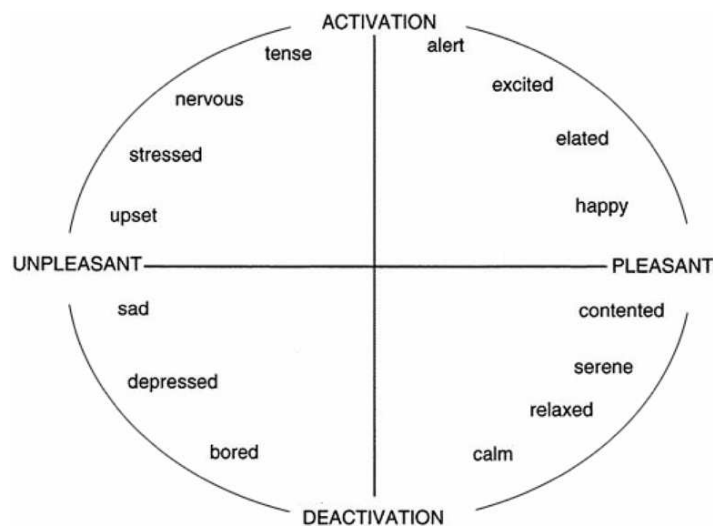 ACTIVATION
tense
alert
nervous
excited
stressed
elated
upset
happy
UNPLEASANT
PLEASANT
sad
contented
depressed
serene
relaxed
bored
calm
DEACTIVATION